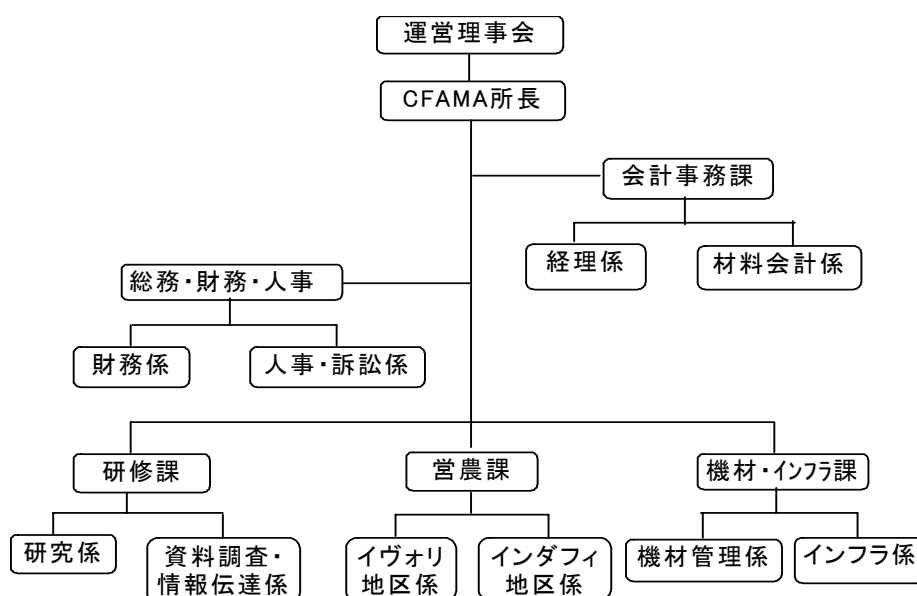 運営理事会
CFAMA所長
会計事務課
経理係
材料会計係
総務・財務・人事
財務係
人事・訴訟係
研修課
営農課
機材・インフラ課
研究係
資料調査・
情報伝達係
イヴォリ
地区係
インダフィ
地区係
機材管理係
インフラ係